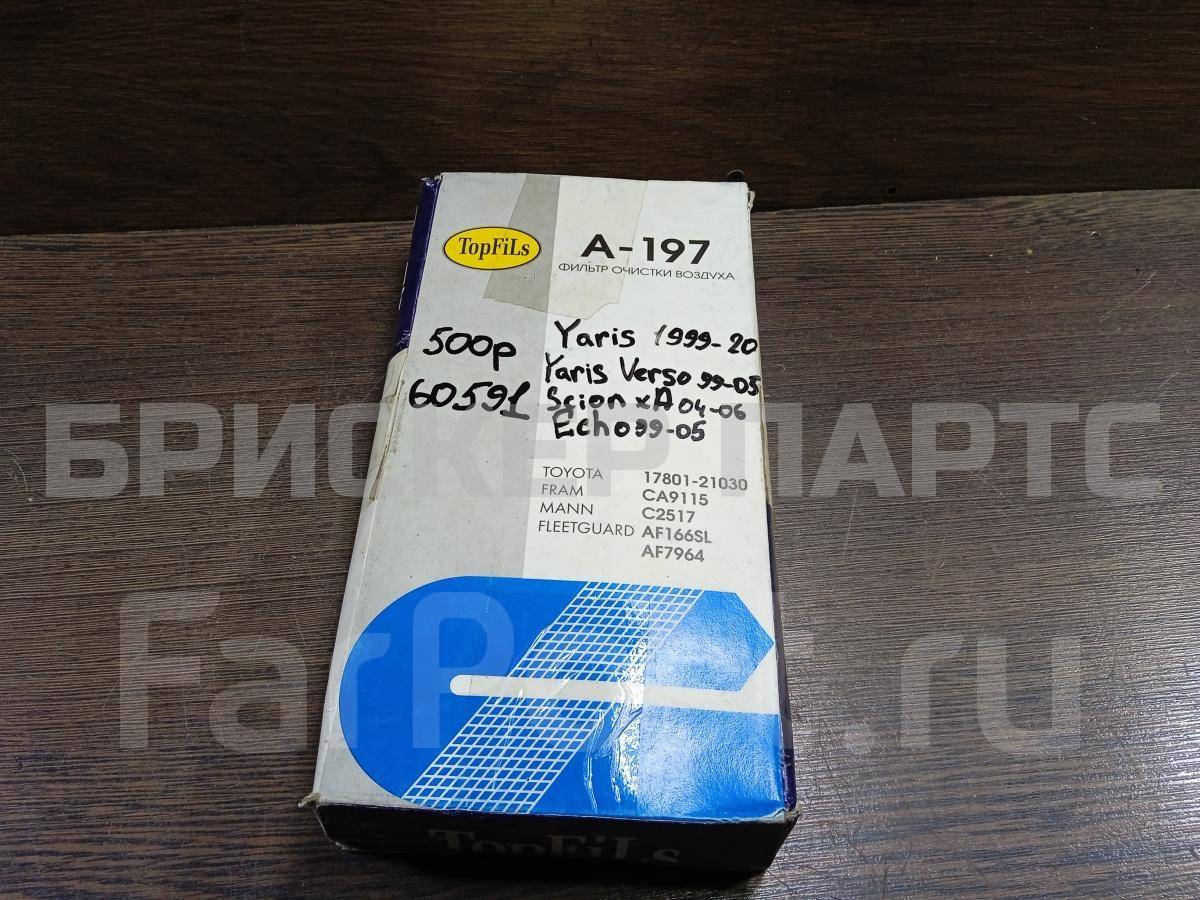 TopFiLs
A-197
ФИЛЬТР ОЧИСТКИ ВОЗДУХА
500р
60591
Yaris 1999-20
Yaris Verso 99-05
Scion xA 04-06
Echo 99-05
TOYOTA 17801-21030
FRAM CA9115
MANN C2517
FLEETGUARD AF166SL
AF7964
TopFiLs
БРИСКЕР ПАРТС
FarPost.ru